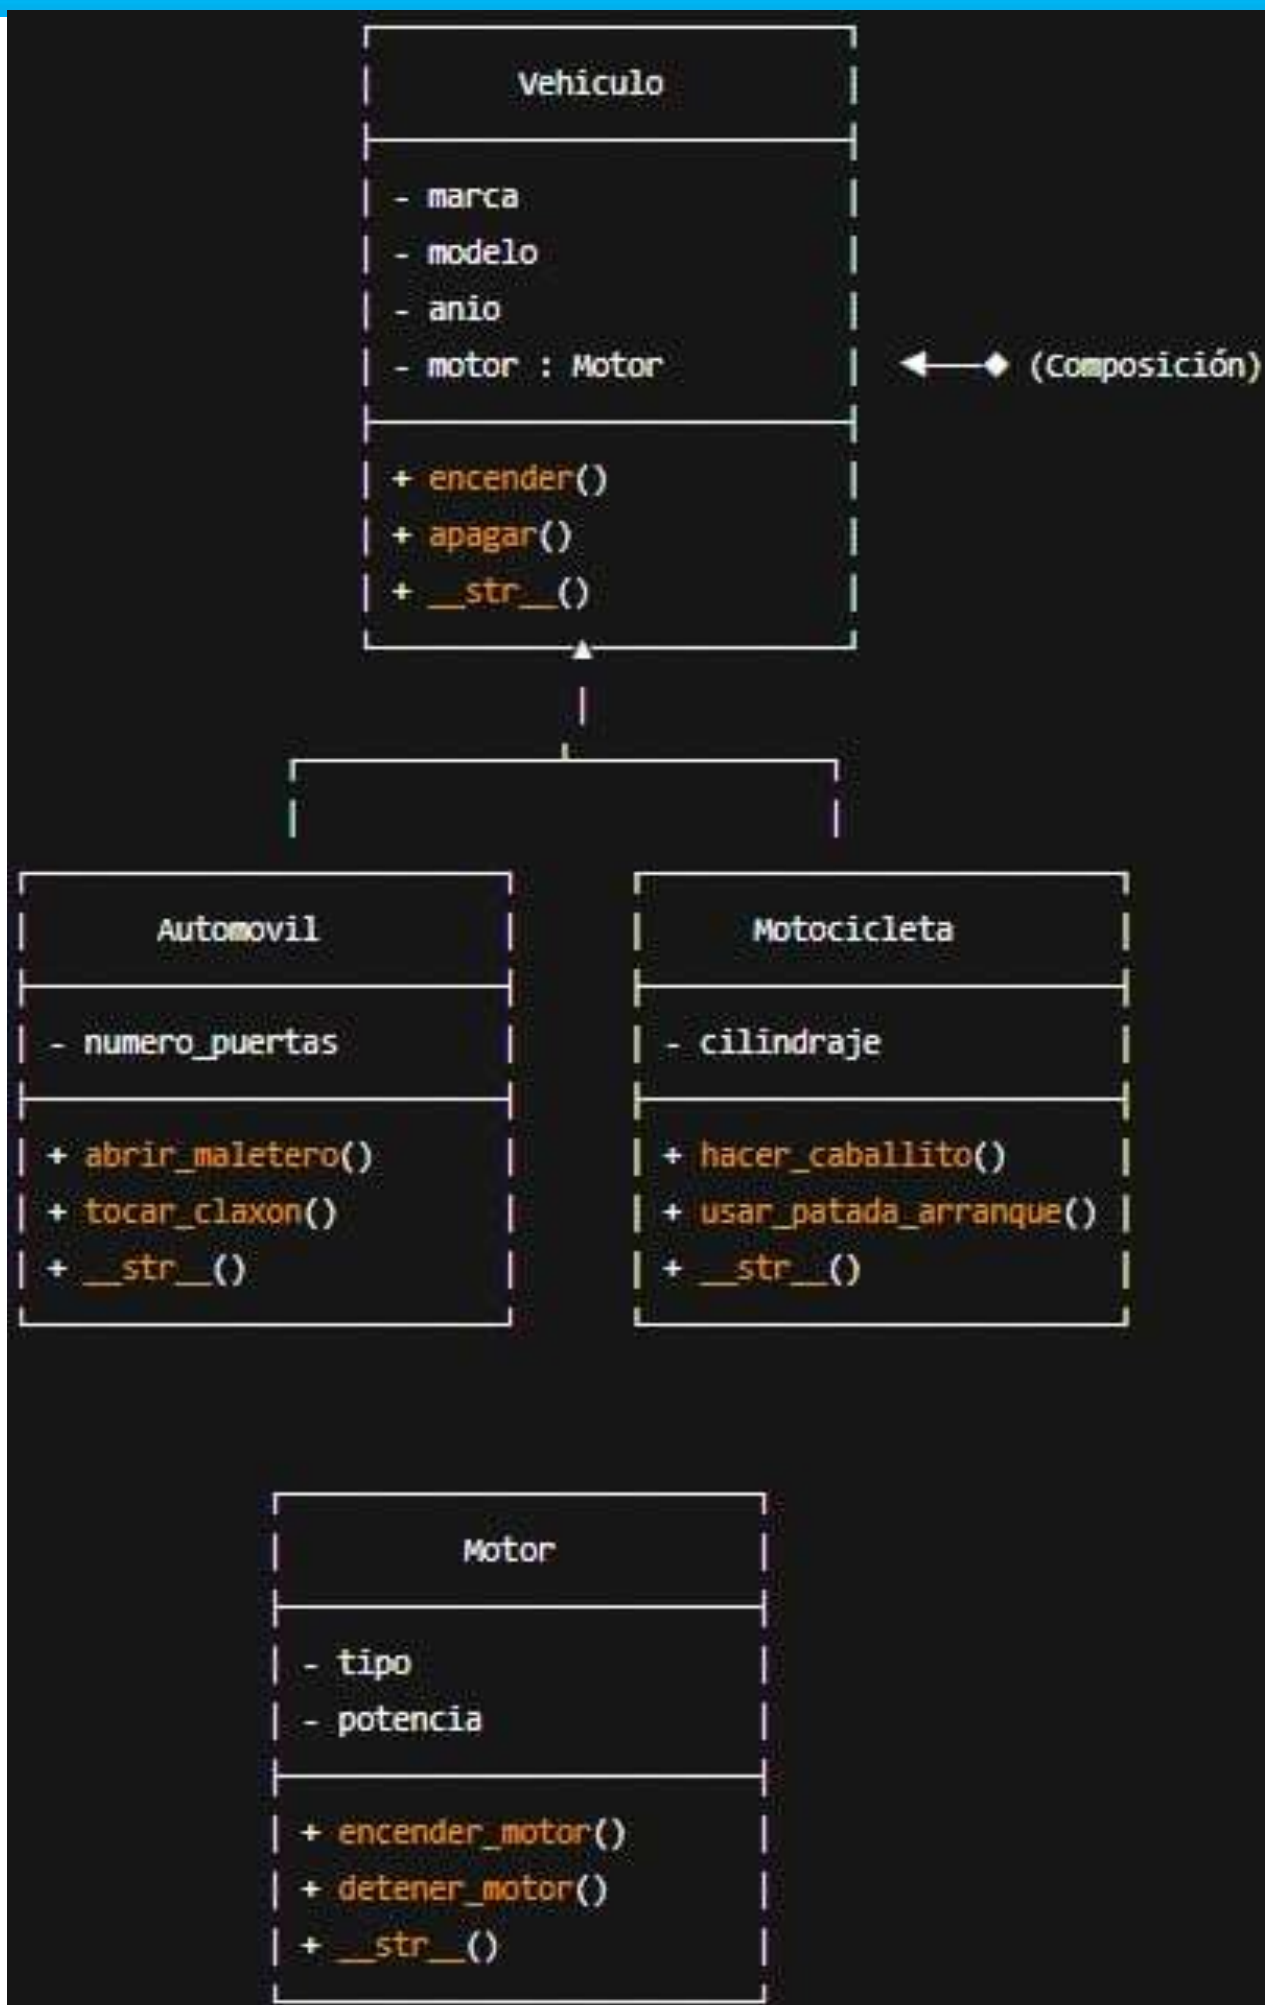 Vehiculo
- marca
- modelo
- anio
- motor : Motor
(Composición)
+ encender()
+ apagar()
+ __str__()
Automovil
- numero_puertas
+ abrir_maletero()
+ tocar_claxon()
+ __str__()
Motocicleta
- cilindraje
+ hacer_caballito()
+ usar_patada_arranque()
+ __str__()
Motor
- tipo
- potencia
+ encender_motor()
+ detener_motor()
+ __str__()